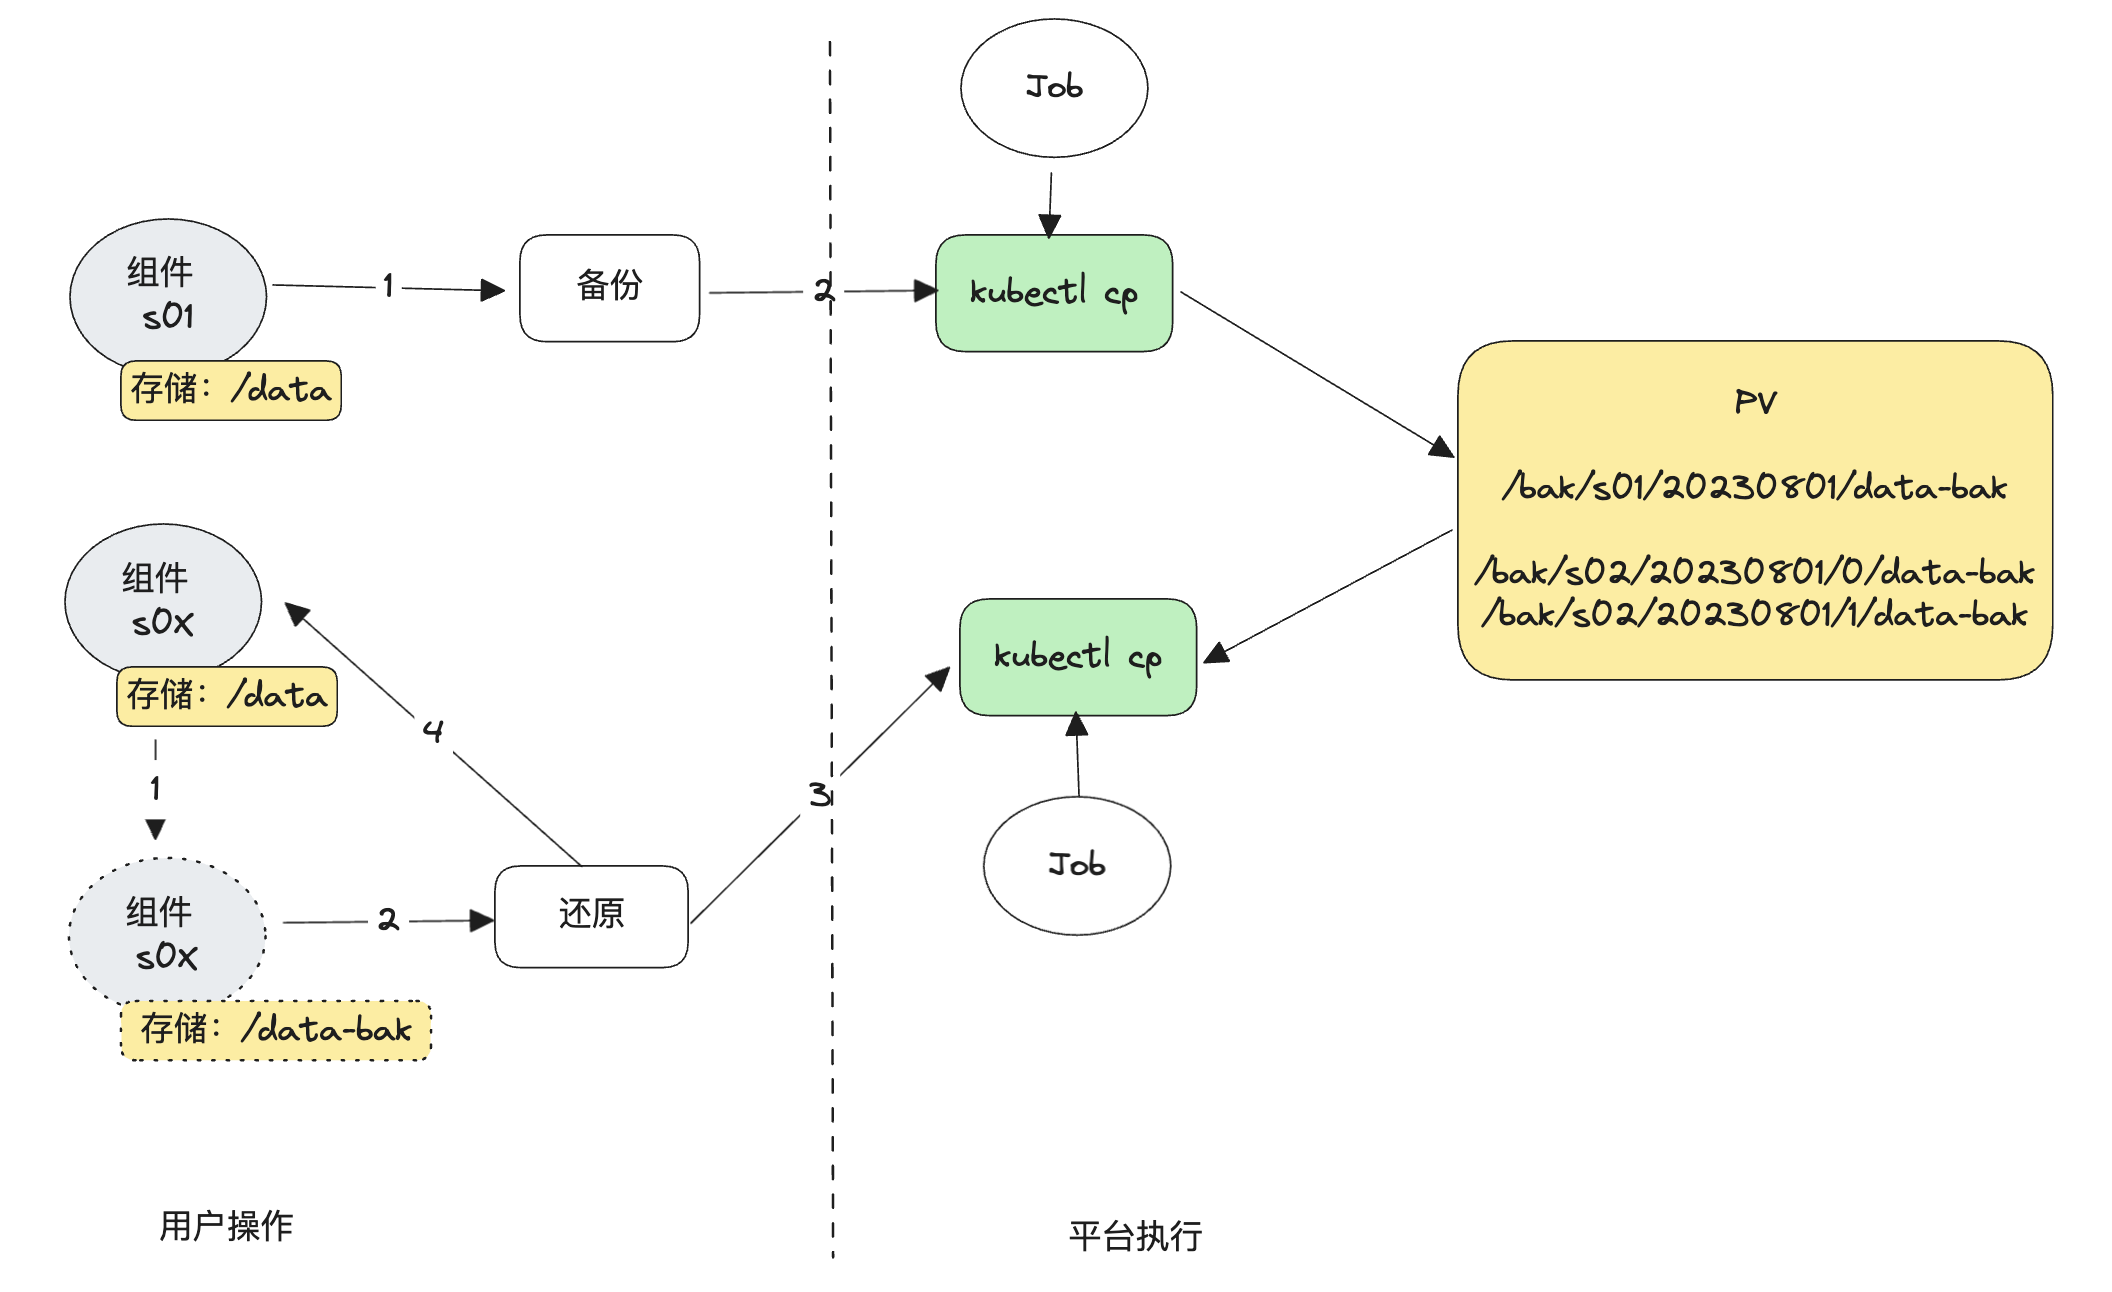 Job
组件
s01
存储：/data
1
备份
2
kubectl cp
PV
/bak/s01/20230801/data-bak
/bak/s02/20230801/0/data-bak
/bak/s02/20230801/1/data-bak
组件
s0x
存储：/data
1
4
3
kubectl cp
Job
组件
s0x
存储：/data-bak
2
还原
用户操作
平台执行